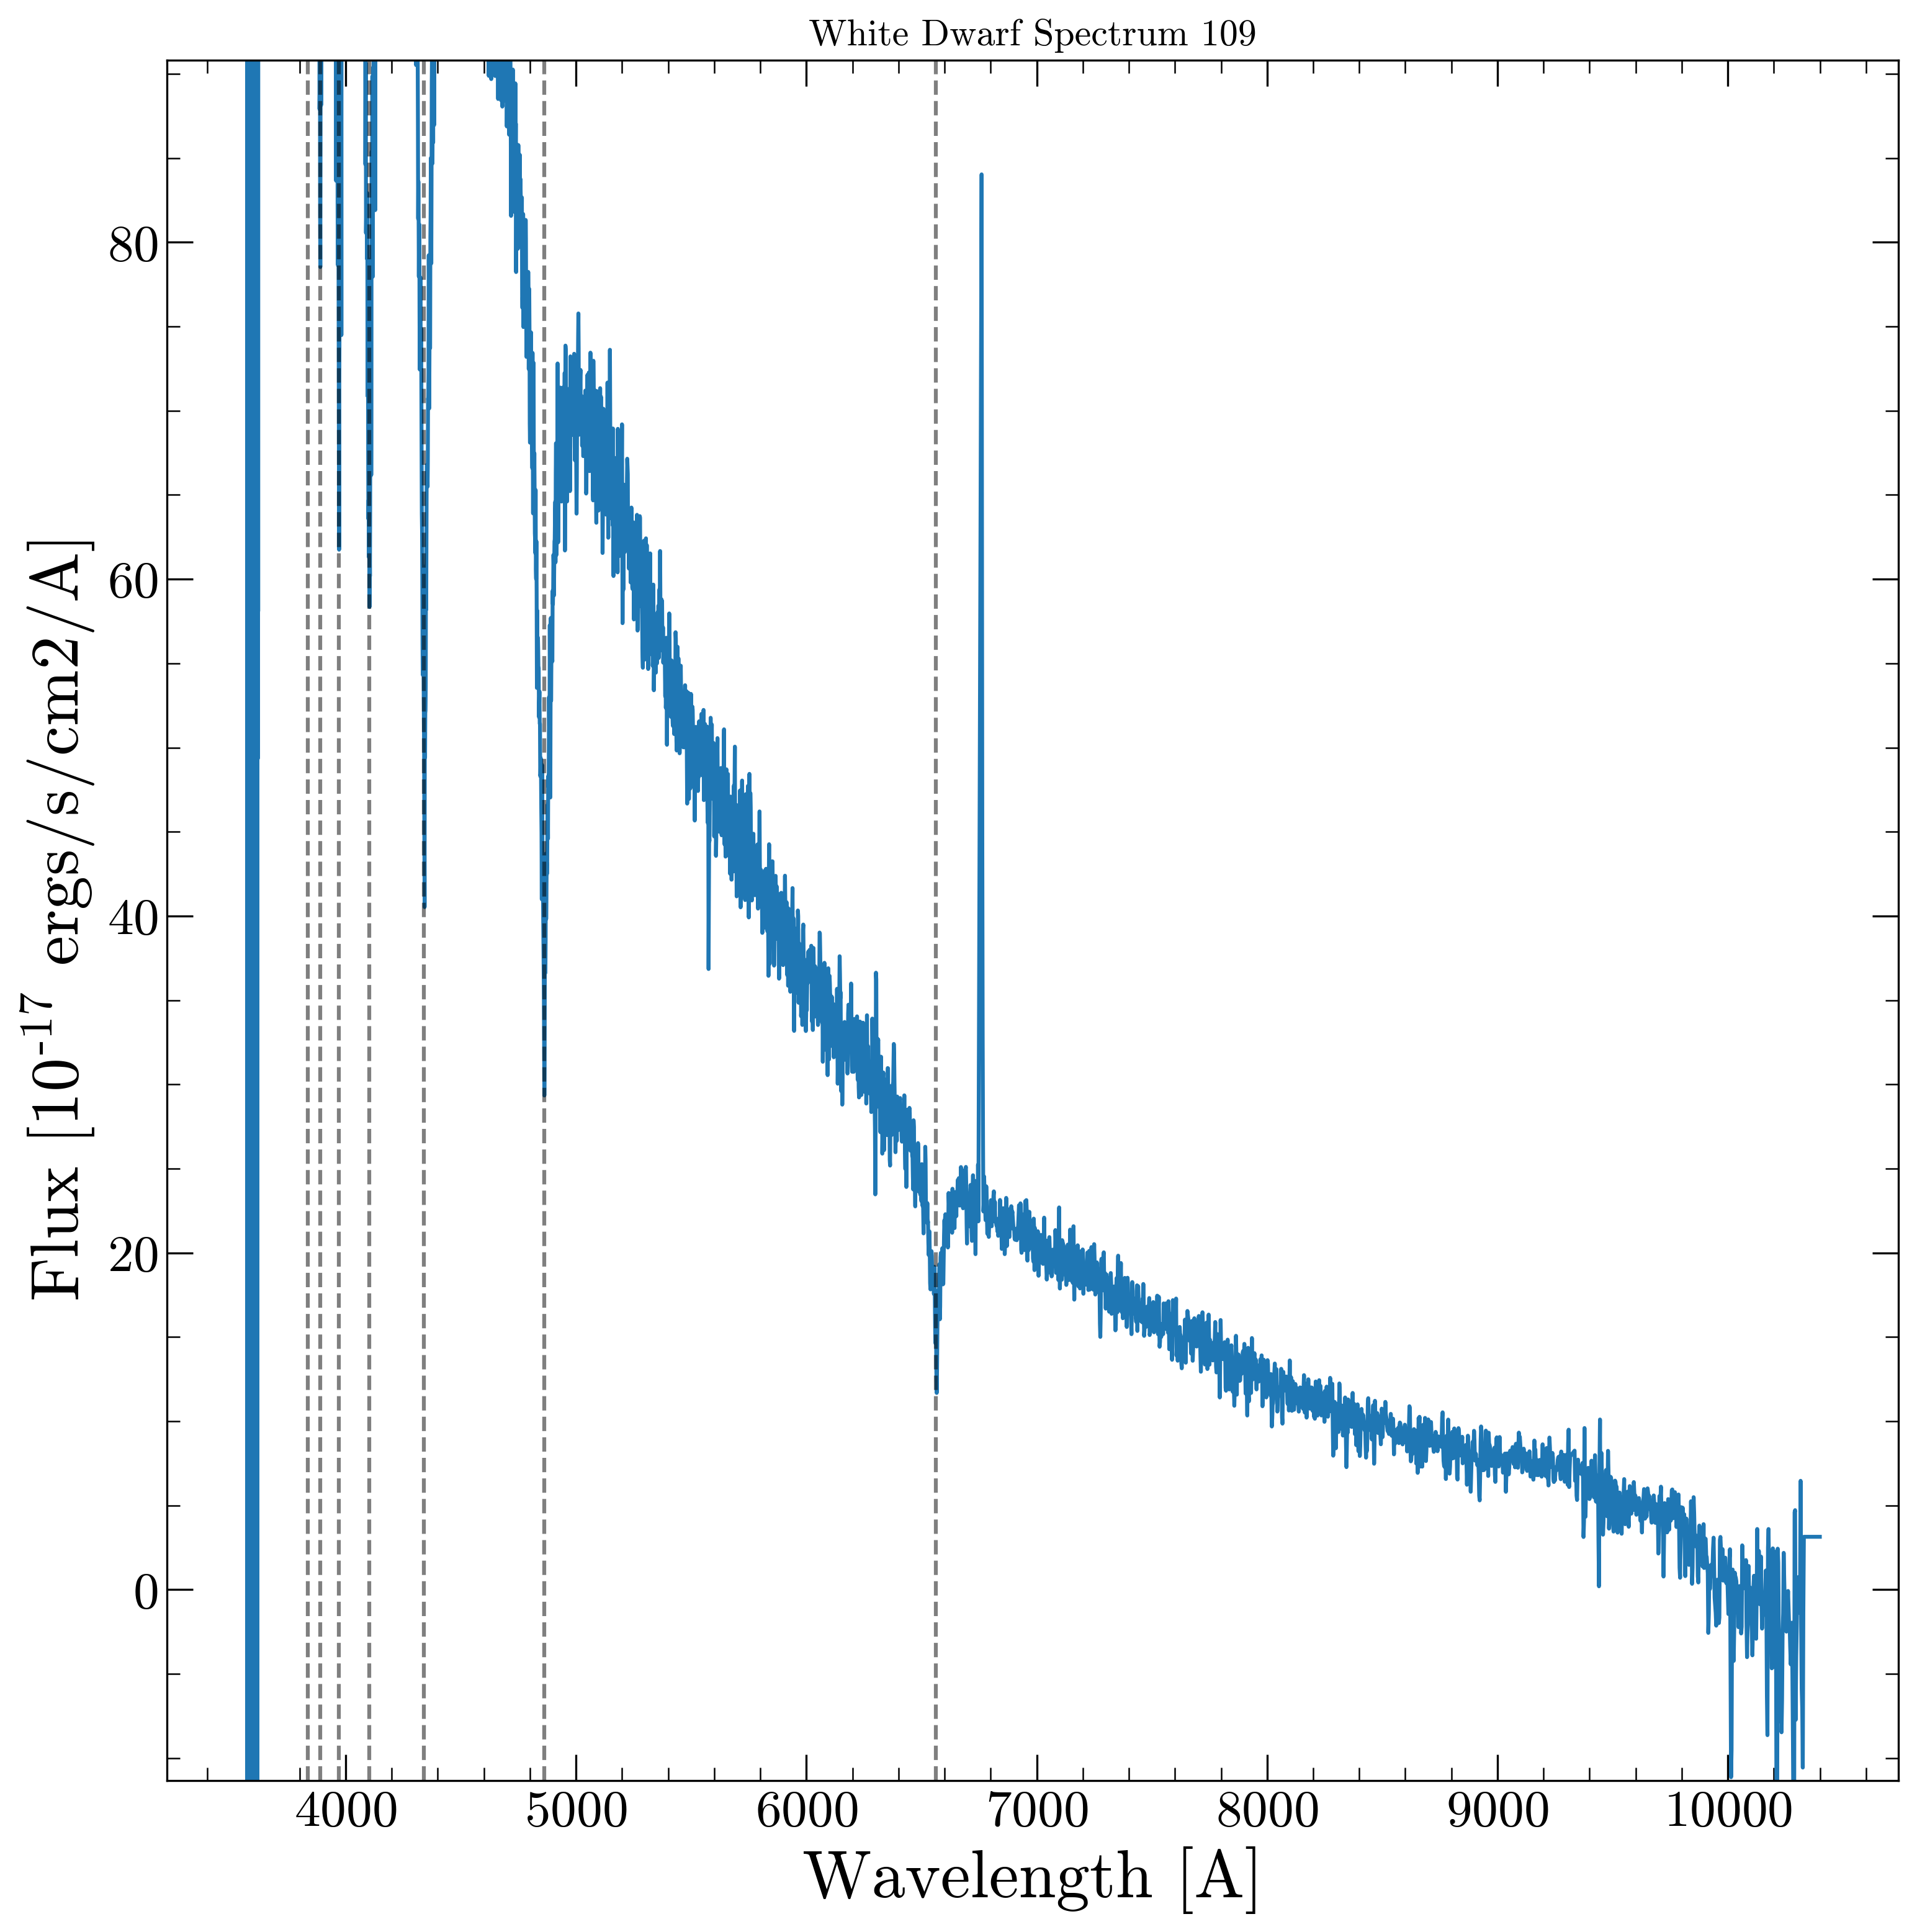 White Dwarf Spectrum 109
80
60
40
20
0
Flux [10⁻¹⁷ ergs/s/cm2/A]
4000 5000 6000 7000 8000 9000 10000
Wavelength [A]